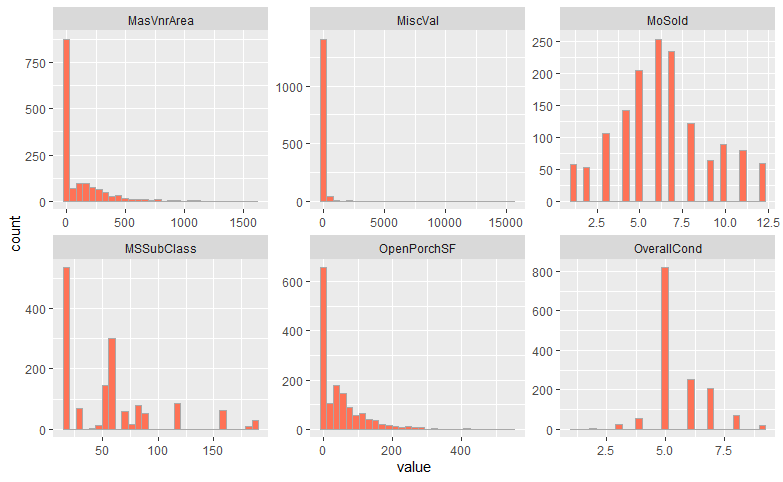 MasVnrArea MiscVal MoSold
750
500
250
0
0 500 1000 1500
1000
500
0
0 5000 10000 15000
250
200
150
100
50
0
2.5 5.0 7.5 10.0 12.5
count
MSSubClass OpenPorchSF OverallCond
400
200
0
50 100 150
600
400
200
0
0 200 400
800
600
400
200
0
2.5 5.0 7.5
value